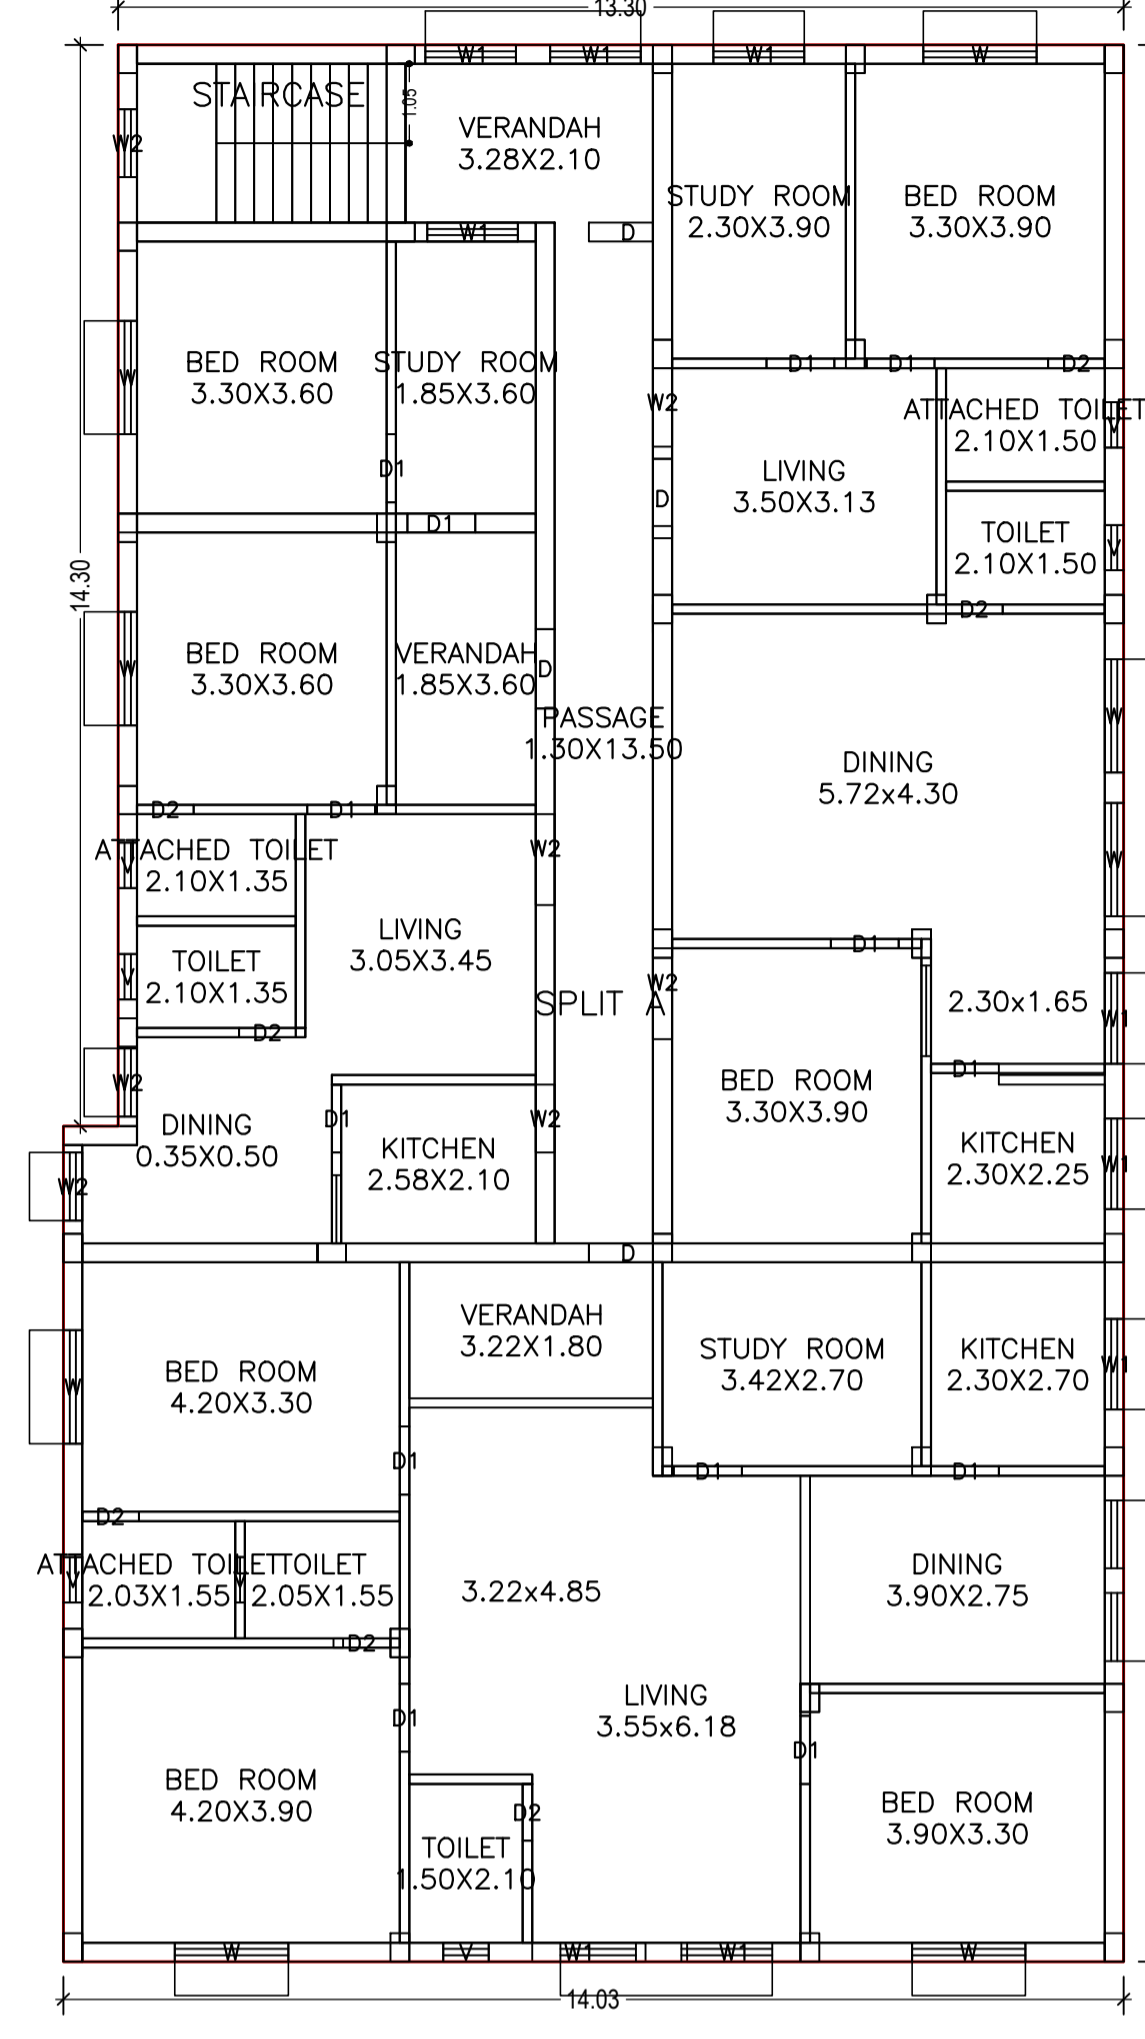 13.30
W1
W1
W1
W
STAIRCASE
1.05
W2
VERANDAH
3.28X2.10
STUDY ROOM
2.30X3.90
BED ROOM
3.30X3.90
W1
D
BED ROOM
3.30X3.60
STUDY ROOM
1.85X3.60
W
D1
D1
D2
W2
ATTACHED TOILET
2.10X1.50
V
LIVING
3.50X3.13
D1
D
D1
TOILET
2.10X1.50
V
14.30
D2
BED ROOM
3.30X3.60
VERANDAH
1.85X3.60
W
D
PASSAGE
1.30X13.50
W
DINING
5.72x4.30
D2
D1
ATTACHED TOILET
2.10X1.35
V
W2
W
LIVING
3.05X3.45
D1
TOILET
2.10X1.35
V
W2
SPLIT A
2.30x1.65
W1
D2
D1
W2
BED ROOM
3.30X3.90
DINING
0.35X0.50
D1
W2
KITCHEN
2.58X2.10
KITCHEN
2.30X2.25
W1
W2
D
VERANDAH
3.22X1.80
STUDY ROOM
3.42X2.70
KITCHEN
2.30X2.70
W1
BED ROOM
4.20X3.30
W
D1
D1
D1
D2
ATTACHED TOILET
2.03X1.55
V
V
TOILET
2.05X1.55
3.22x4.85
DINING
3.90X2.75
D2
LIVING
3.55x6.18
D1
D1
BED ROOM
4.20X3.90
D2
BED ROOM
3.90X3.30
TOILET
1.50X2.10
W
V
W1
W1
W
14.03